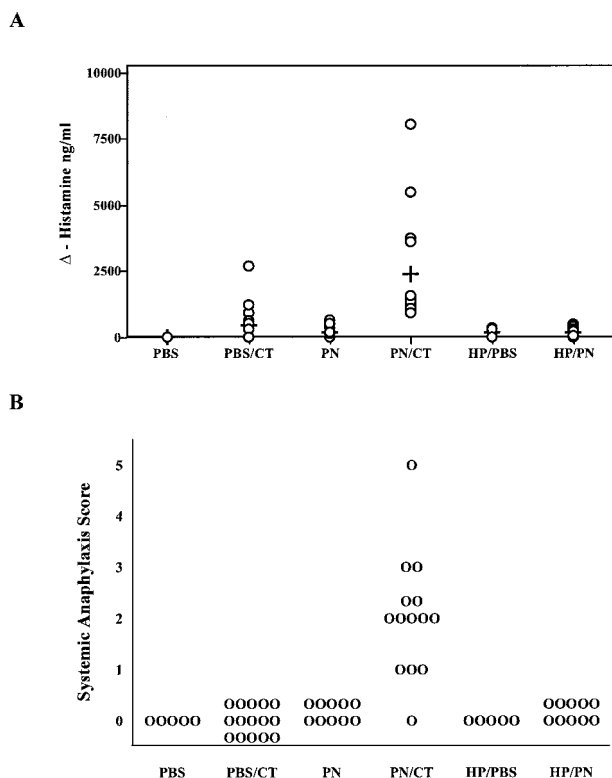 A
Δ - Histamine ng/ml
10000
7500
5000
2500
0
PBS PBS/CT PN PN/CT HP/PBS HP/PN
B
Systemic Anaphylaxis Score
5
4
3
2
1
0
PBS PBS/CT PN PN/CT HP/PBS HP/PN